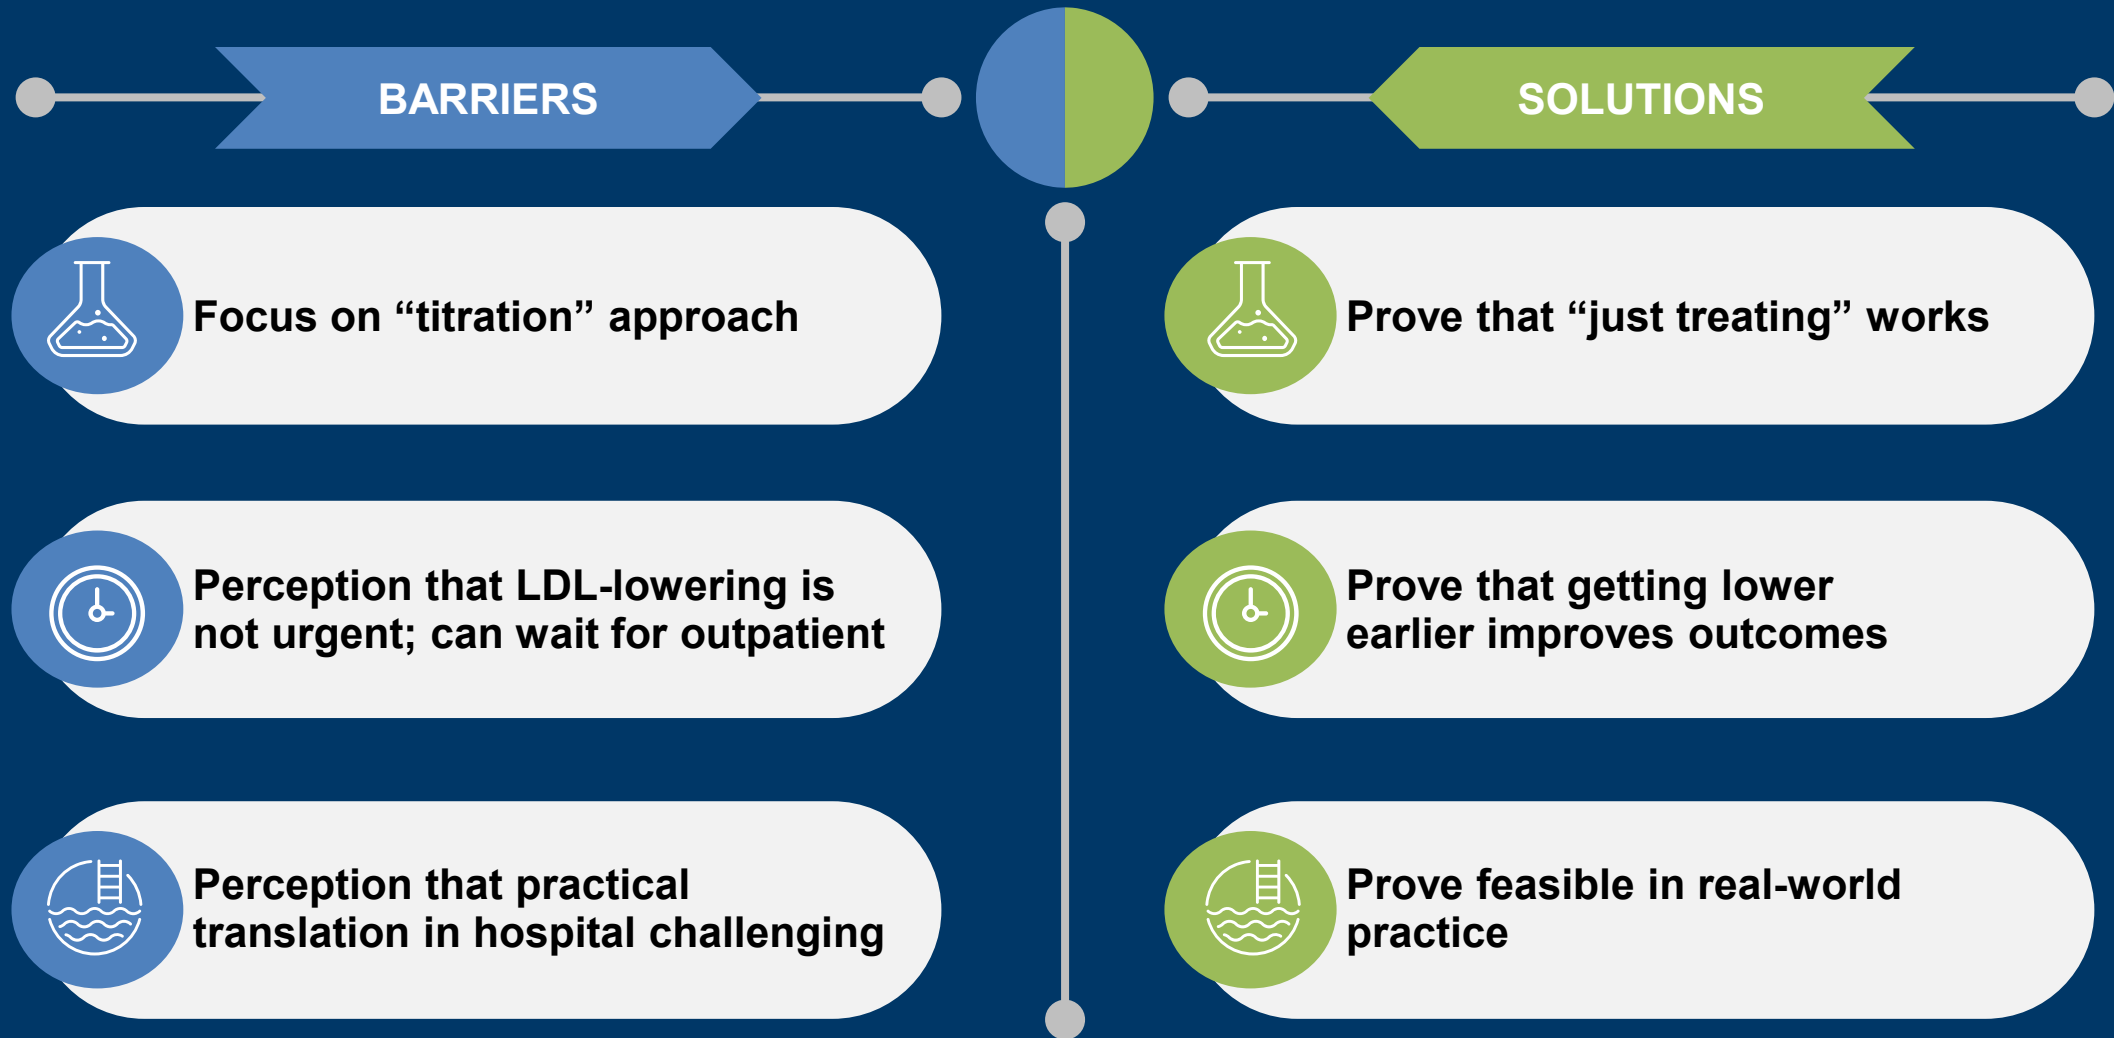 BARRIERS
SOLUTIONS
Focus on “titration” approach
Prove that “just treating” works
Perception that LDL-lowering is
not urgent; can wait for outpatient
Prove that getting lower
earlier improves outcomes
Perception that practical
translation in hospital challenging
Prove feasible in real-world
practice